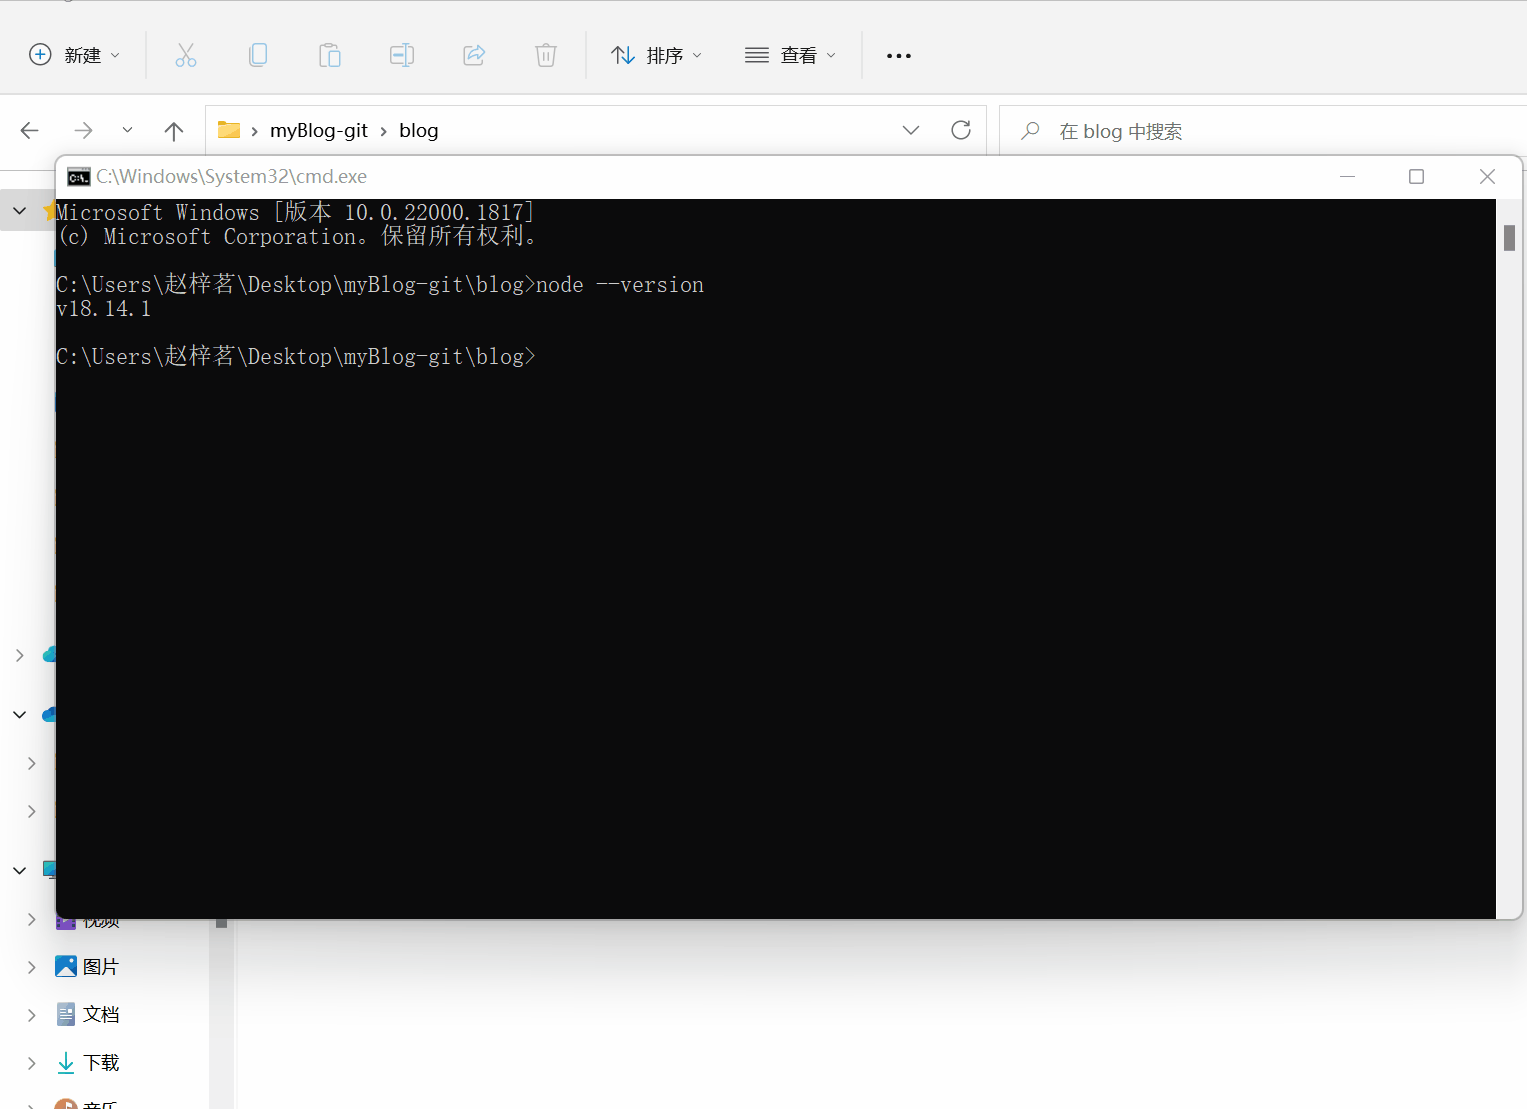 新建
排序
查看
myBlog-git
blog
在 blog 中搜索
C:\Windows\System32\cmd.exe
Microsoft Windows [版本 10.0.22000.1817]
(c) Microsoft Corporation。保留所有权利。
C:\Users\赵梓茗\Desktop\myBlog-git\blog>node --version
v18.14.1
C:\Users\赵梓茗\Desktop\myBlog-git\blog>
视频
图片
文档
下载
音乐